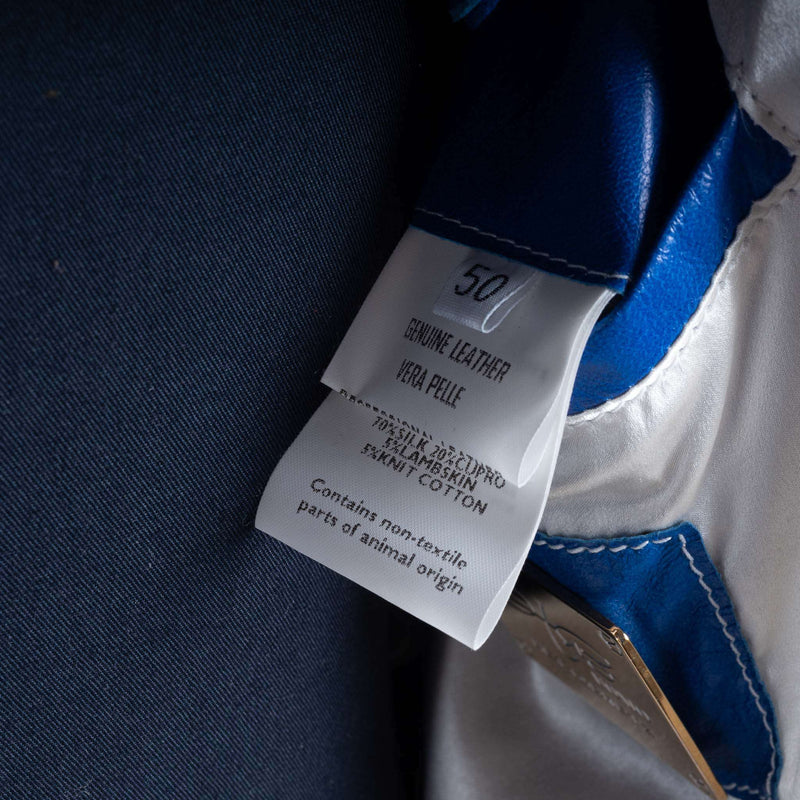 50
GENUINE LEATHER
VERA PELLE
70%SILK 20%(T)PRO
5%LAMBSKIN
5%KNIT COTTON
Contains non-textile
parts of animal origin